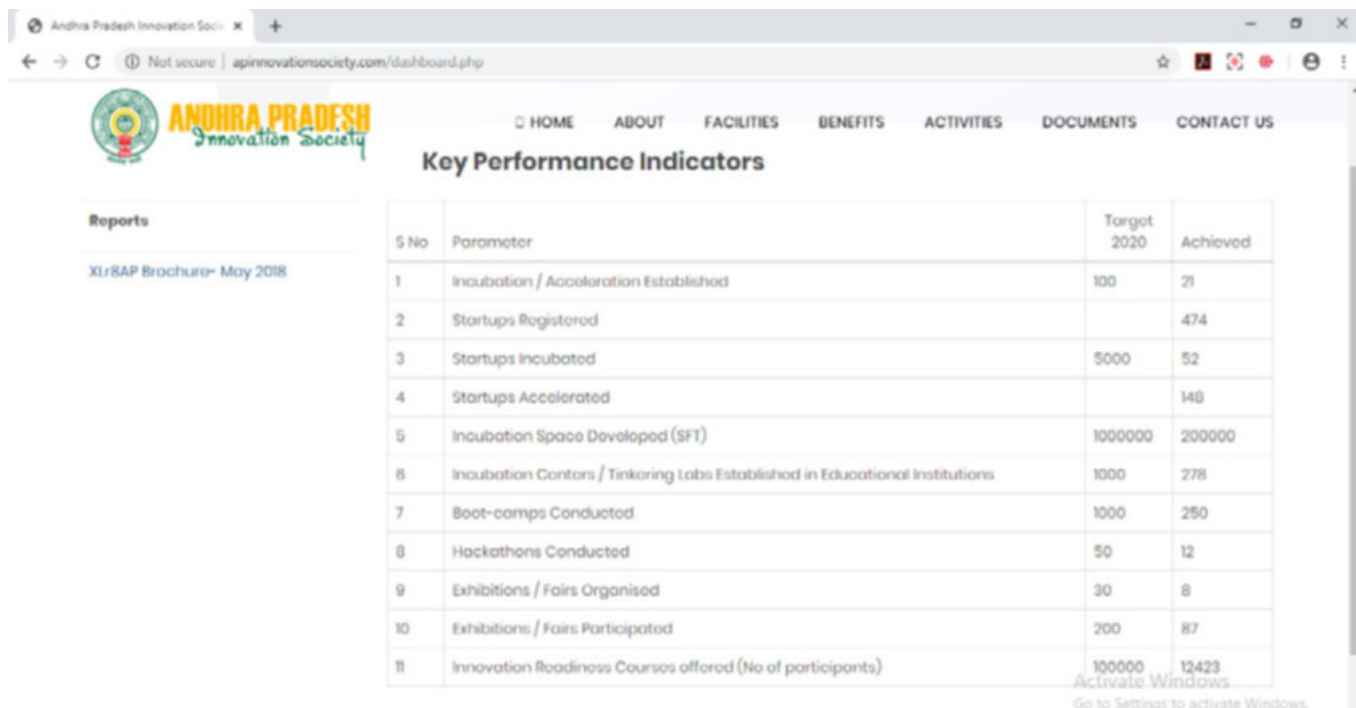 Andhra Pradesh Innovation Soci
Not secure | apinnovationsociety.com/dashboard.php
ANDHRA PRADESH
Innovation Society
HOME ABOUT FACILITIES BENEFITS ACTIVITIES DOCUMENTS CONTACT US
Key Performance Indicators
Reports
XLr8AP Brochure- May 2018
S No Parameter Target 2020 Achieved
1 Incubation / Acceleration Established 100 21
2 Startups Registered 474
3 Startups Incubated 5000 52
4 Startups Accelerated 148
5 Incubation Space Developed (SFT) 1000000 200000
6 Incubation Centers / Tinkering Labs Established in Educational Institutions 1000 278
7 Boot-camps Conducted 1000 250
8 Hackathons Conducted 50 12
9 Exhibitions / Fairs Organised 30 8
10 Exhibitions / Fairs Participated 200 87
11 Innovation Readiness Courses offered (No of participants) 100000 12423
Activate Windows
Go to Settings to activate Windows.